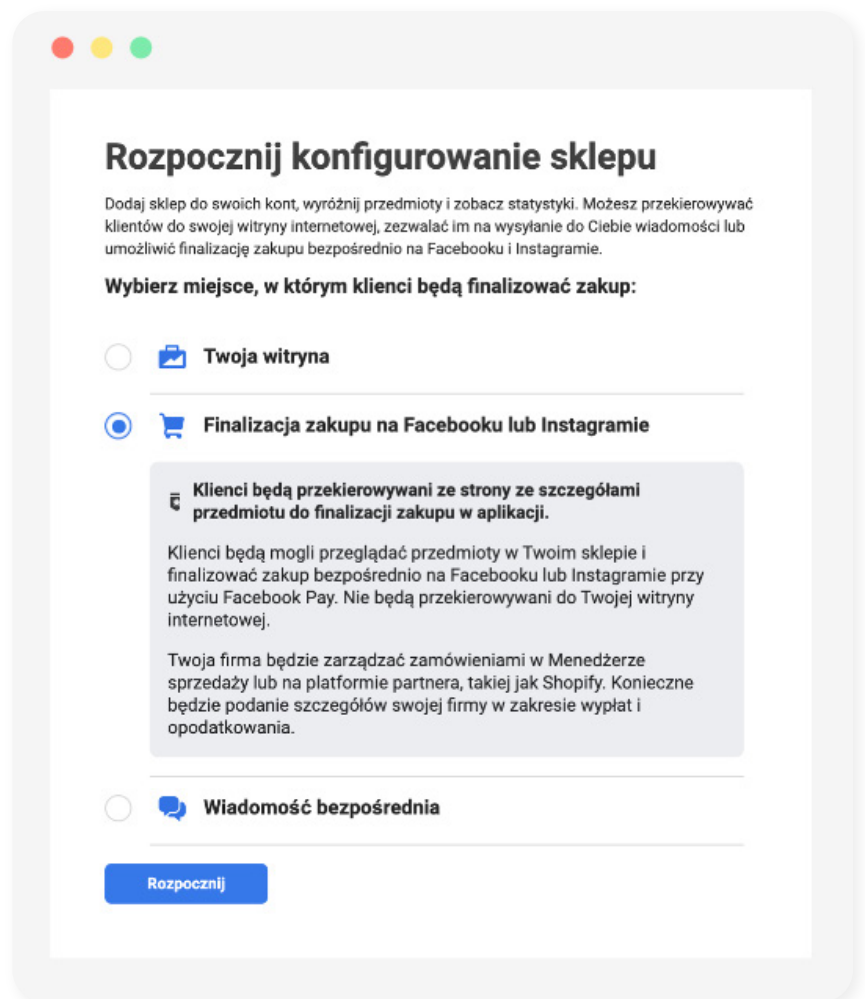 Rozpocznij konfigurowanie sklepu
Dodaj sklep do swoich kont, wyróżnij przedmioty i zobacz statystyki. Możesz przekierowywać
klientów do swojej witryny internetowej, zezwalać im na wysyłanie do Ciebie wiadomości lub
umożliwić finalizację zakupu bezpośrednio na Facebooku i Instagramie.
Wybierz miejsce, w którym klienci będą finalizować zakup:
Twoja witryna
Finalizacja zakupu na Facebooku lub Instagramie
Klienci będą przekierowywani ze strony ze szczegółami
przedmiotu do finalizacji zakupu w aplikacji.
Klienci będą mogli przeglądać przedmioty w Twoim sklepie i
finalizować zakup bezpośrednio na Facebooku lub Instagramie przy
użyciu Facebook Pay. Nie będą przekierowywani do Twojej witryny
internetowej.
Twoja firma będzie zarządzać zamówieniami w Menedżerze
sprzedaży lub na platformie partnera, takiej jak Shopify. Konieczne
będzie podanie szczegółów swojej firmy w zakresie wypłat i
opodatkowania.
Wiadomość bezpośrednia
Rozpocznij